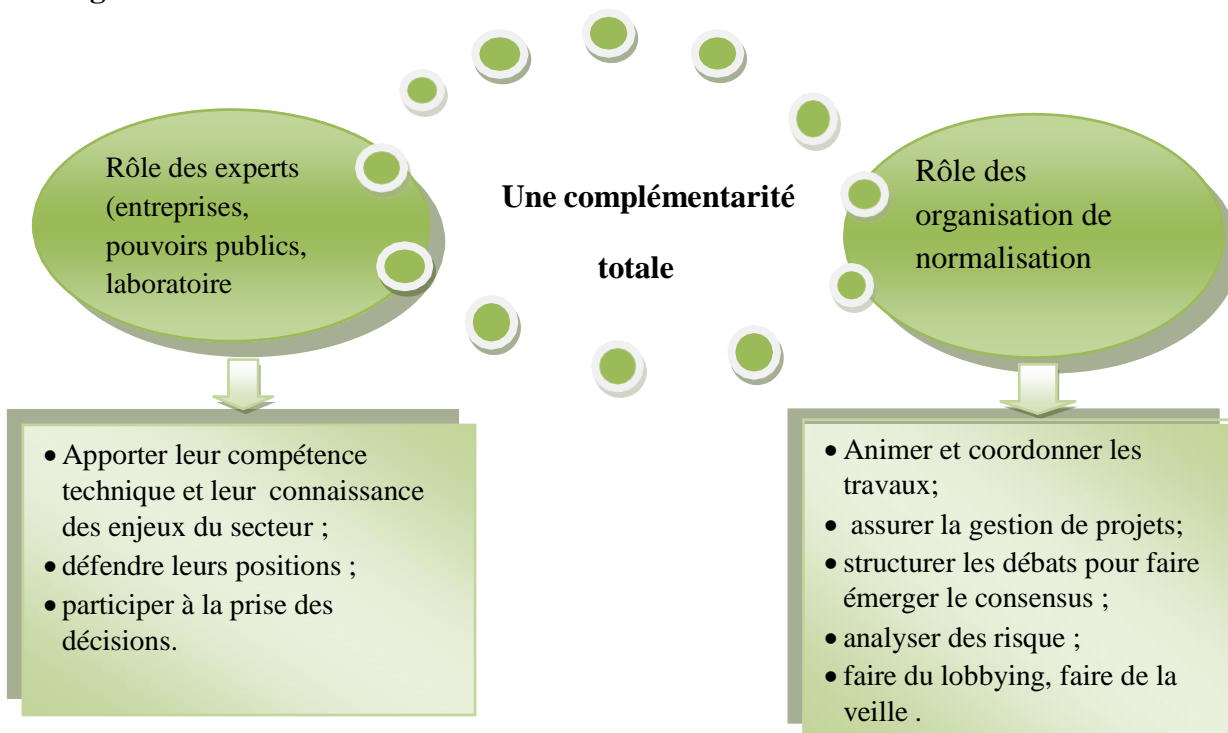 Rôle des experts
(entreprises,
pouvoirs publics,
laboratoire
Une complémentarité
totale
Rôle des
organisation de
normalisation
• Apporter leur compétence
technique et leur connaissance
des enjeux du secteur ;
• défendre leurs positions ;
• participer à la prise des
décisions.
• Animer et coordonner les
travaux;
• assurer la gestion de projets;
• structurer les débats pour faire
émerger le consensus ;
• analyser des risque ;
• faire du lobbying, faire de la
veille .